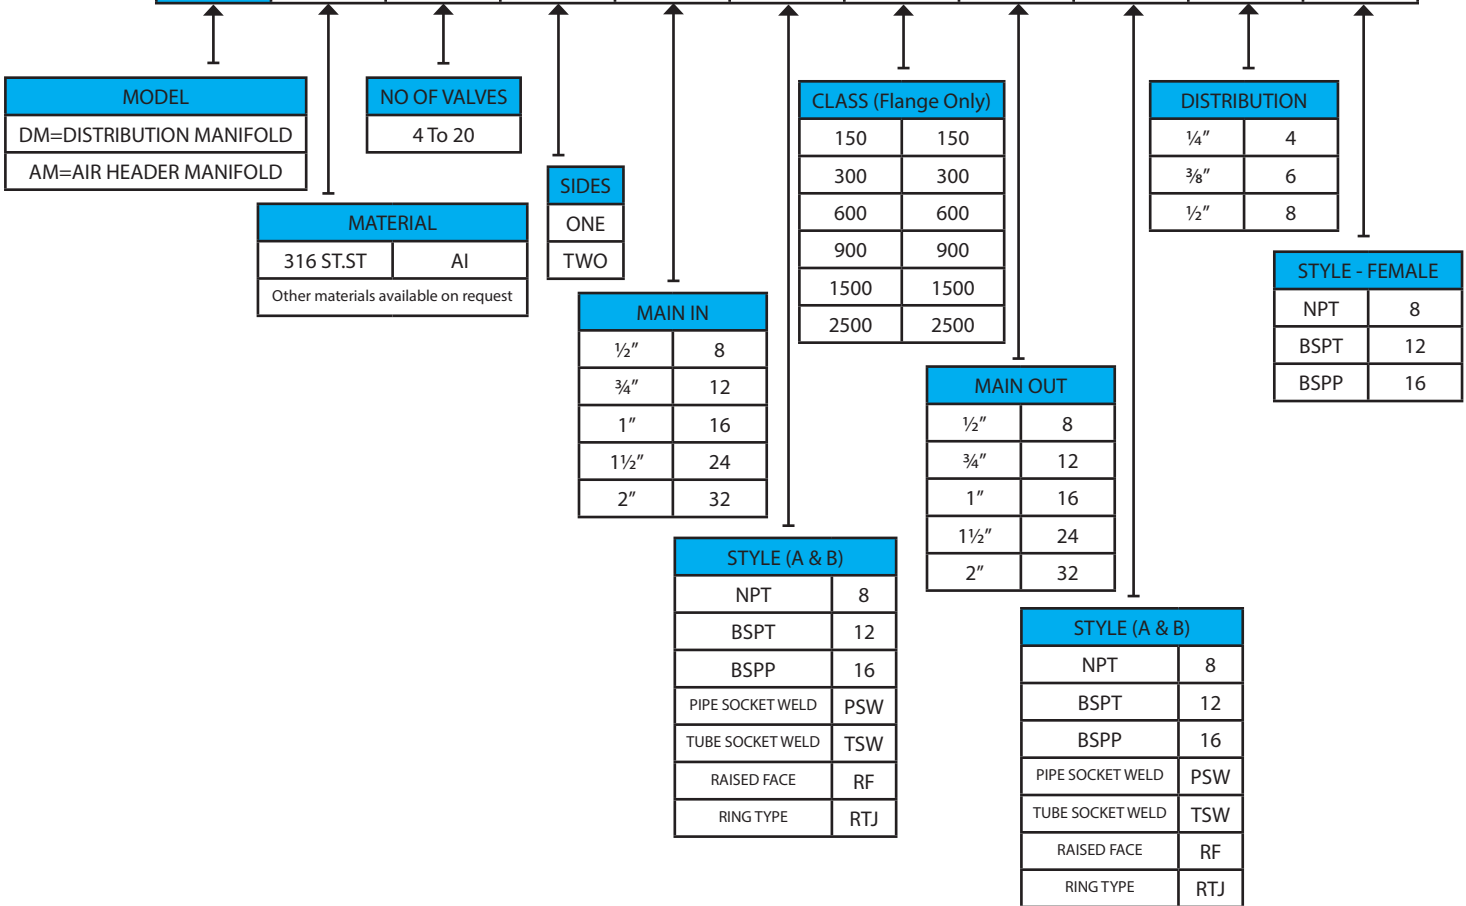 MODEL
DM=DISTRIBUTION MANIFOLD
AM=AIR HEADER MANIFOLD
MATERIAL
316 ST.ST AI
Other materials available on request
NO OF VALVES
4 To 20
SIDES
ONE
TWO
MAIN IN
½" 8
¾" 12
1" 16
1½" 24
2" 32
STYLE (A & B)
NPT 8
BSPT 12
BSPP 16
PIPE SOCKET WELD PSW
TUBE SOCKET WELD TSW
RAISED FACE RF
RING TYPE RTJ
CLASS (Flange Only)
150 150
300 300
600 600
900 900
1500 1500
2500 2500
MAIN OUT
½" 8
¾" 12
1" 16
1½" 24
2" 32
STYLE (A & B)
NPT 8
BSPT 12
BSPP 16
PIPE SOCKET WELD PSW
TUBE SOCKET WELD TSW
RAISED FACE RF
RING TYPE RTJ
DISTRIBUTION
¼" 4
⅜" 6
½" 8
STYLE - FEMALE
NPT 8
BSPT 12
BSPP 16